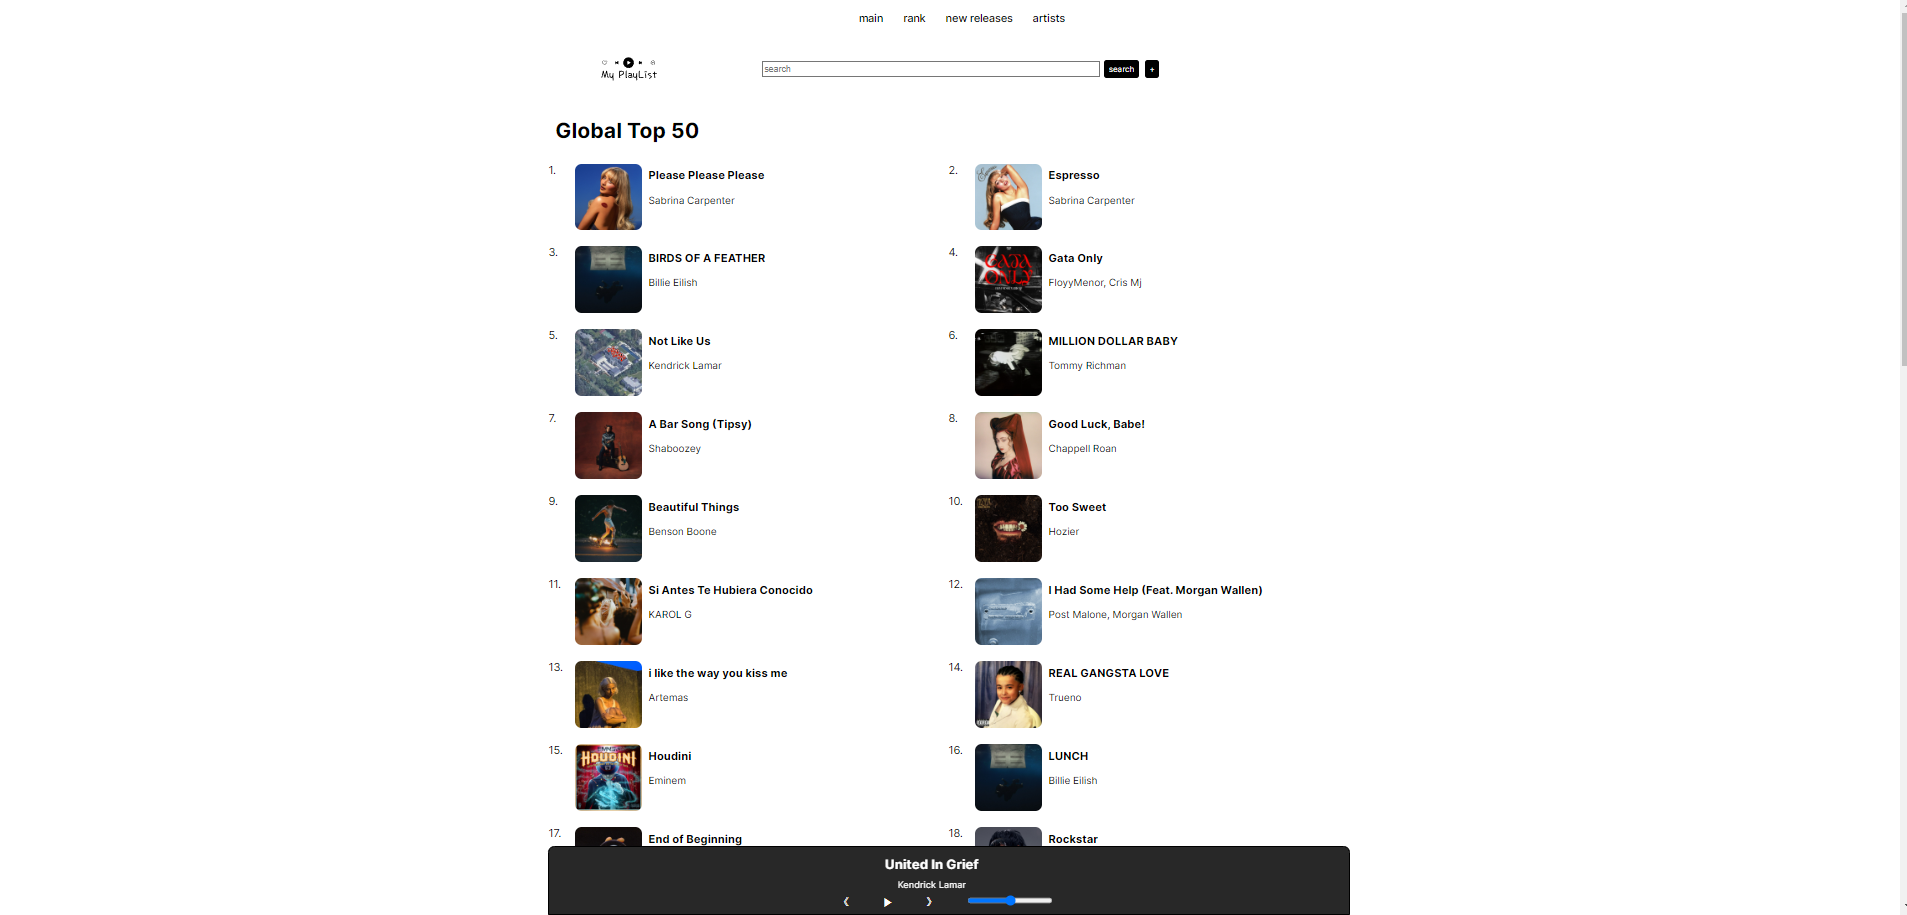 main rank new releases artists
My PlayList
search search +
Global Top 50
1. Please Please Please
Sabrina Carpenter
2. Espresso
Sabrina Carpenter
3. BIRDS OF A FEATHER
Billie Eilish
4. Gata Only
FloyyMenor, Cris Mj
GATA ONLY
5. Not Like Us
Kendrick Lamar
6. MILLION DOLLAR BABY
Tommy Richman
7. A Bar Song (Tipsy)
Shaboozey
8. Good Luck, Babe!
Chappell Roan
9. Beautiful Things
Benson Boone
10. Too Sweet
Hozier
11. Si Antes Te Hubiera Conocido
KAROL G
12. I Had Some Help (Feat. Morgan Wallen)
Post Malone, Morgan Wallen
13. i like the way you kiss me
Artemas
14. REAL GANGSTA LOVE
Trueno
15. Houdini
Eminem
HOUDINI
16. LUNCH
Billie Eilish
17. End of Beginning
18. Rockstar
United In Grief
Kendrick Lamar